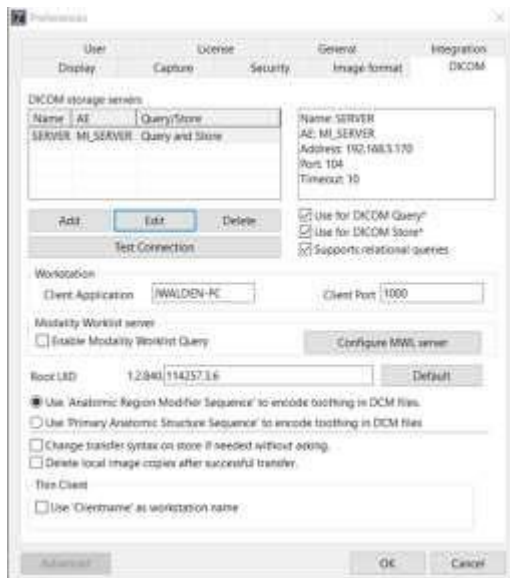 Preferences
User License General Integration
Display Capture Security Image format DICOM
DICOM storage servers
Name AE Query/Store
SERVER MI_SERVER Query and Store
Name: SERVER
AE: MI_SERVER
Address: 192.168.5.170
Port: 104
Timeout: 10
Add Edit Delete
Test Connection
Use for DICOM Query*
Use for DICOM Store*
Supports relational queries
Workstation
Client Application JWALDEN-PC Client Port 1000
Modality Worklist server
Enable Modality Worklist Query Configure MWL server
Root UID 1.2.840. 114257.3.6 Default
Use 'Anatomic Region Modifier Sequence' to encode toothing in DCM files.
Use 'Primary Anatomic Structure Sequence' to encode toothing in DCM files
Change transfer syntax on store if needed without asking.
Delete local image copies after successful transfer.
Thin Client
Use 'Clientname' as workstation name
Advanced OK Cancel